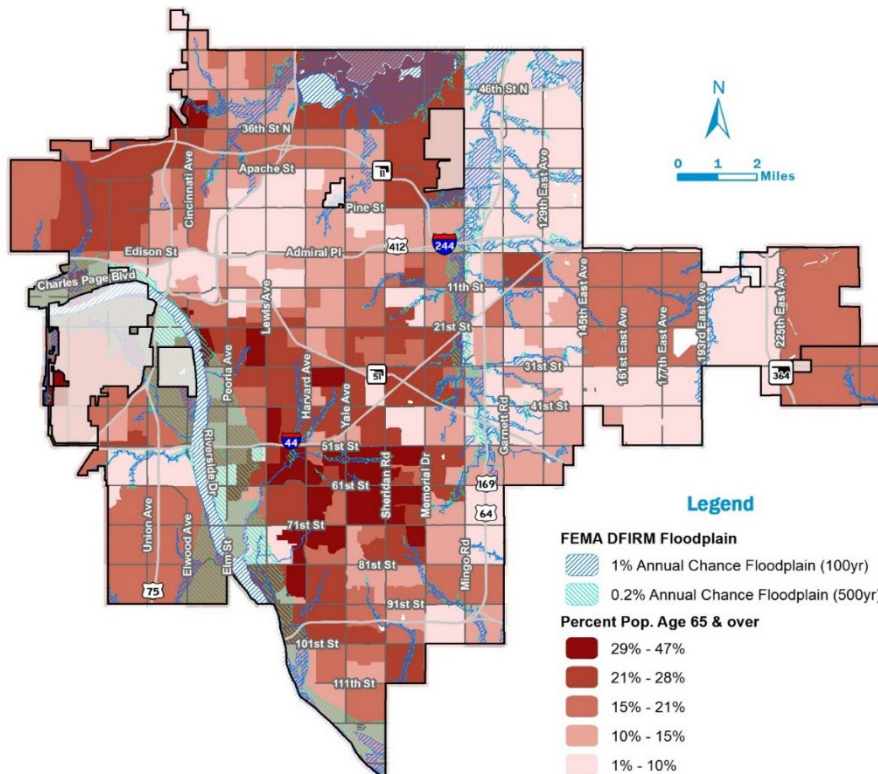 46th St N
36th St N
Cincinnati Ave
Apache St
11
129th East Ave
N
0 1 2
Miles
Pine St
Edison St
Admiral Pl
412
244
Charles Page Blvd
Lewis Ave
11th St
145th East Ave
161st East Ave
177th East Ave
193rd East Ave
225th East Ave
21st St
Peoria Ave
Harvard Ave
Yale Ave
51
31st St
364
41st St
Garnett Rd
44
51st St
Riverside Dr
61st St
Sheridan Rd
Memorial Dr
169
64
Union Ave
Elwood Ave
Elm St
71st St
Mingo Rd
75
81st St
91st St
101st St
111th St
Legend
FEMA DFIRM Floodplain
1% Annual Chance Floodplain (100yr)
0.2% Annual Chance Floodplain (500yr)
Percent Pop. Age 65 & over
29% - 47%
21% - 28%
15% - 21%
10% - 15%
1% - 10%